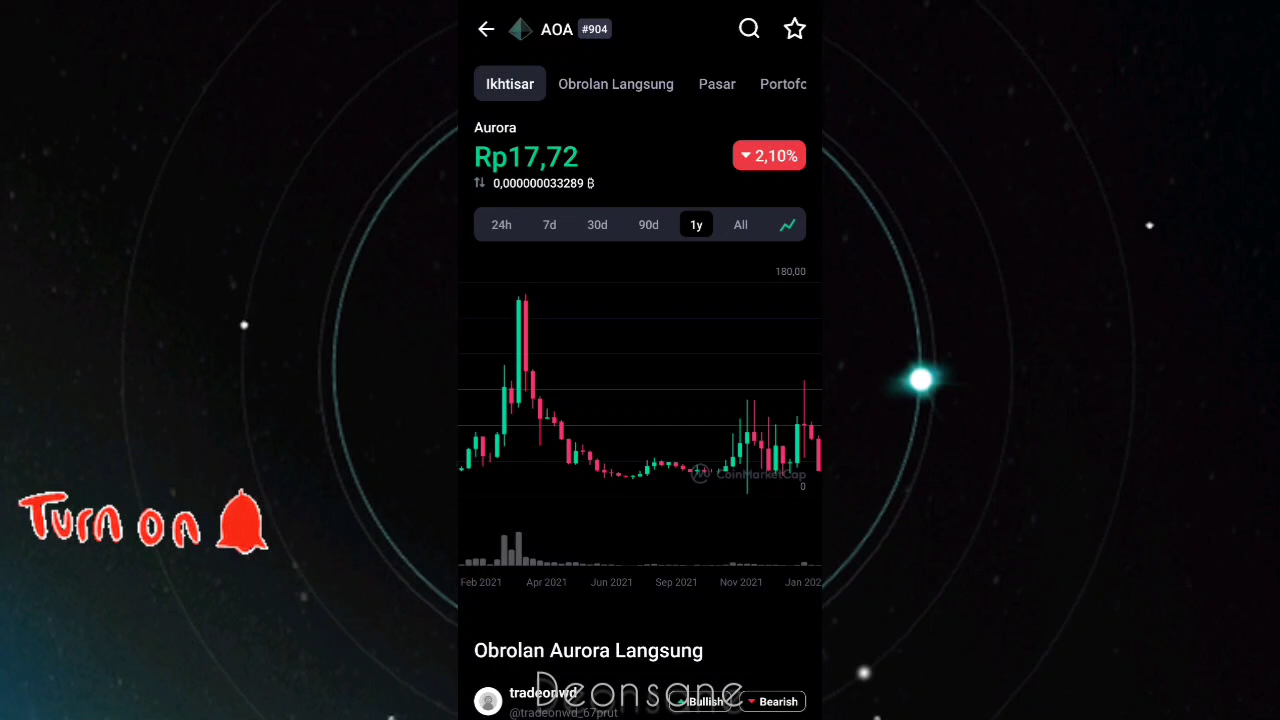 AOA #904
Ikhtisar Obrolan Langsung Pasar Portofc
Aurora
Rp17,72
2,10%
0,000000033289 ₿
24h 7d 30d 90d 1y All
180,00
CoinMarketCap
0
Feb 2021 Apr 2021 Jun 2021 Sep 2021 Nov 2021 Jan 202
Turn on
Obrolan Aurora Langsung
tradeonwd
Deonsane
Bullish Bearish
@tradeonwd_67prut